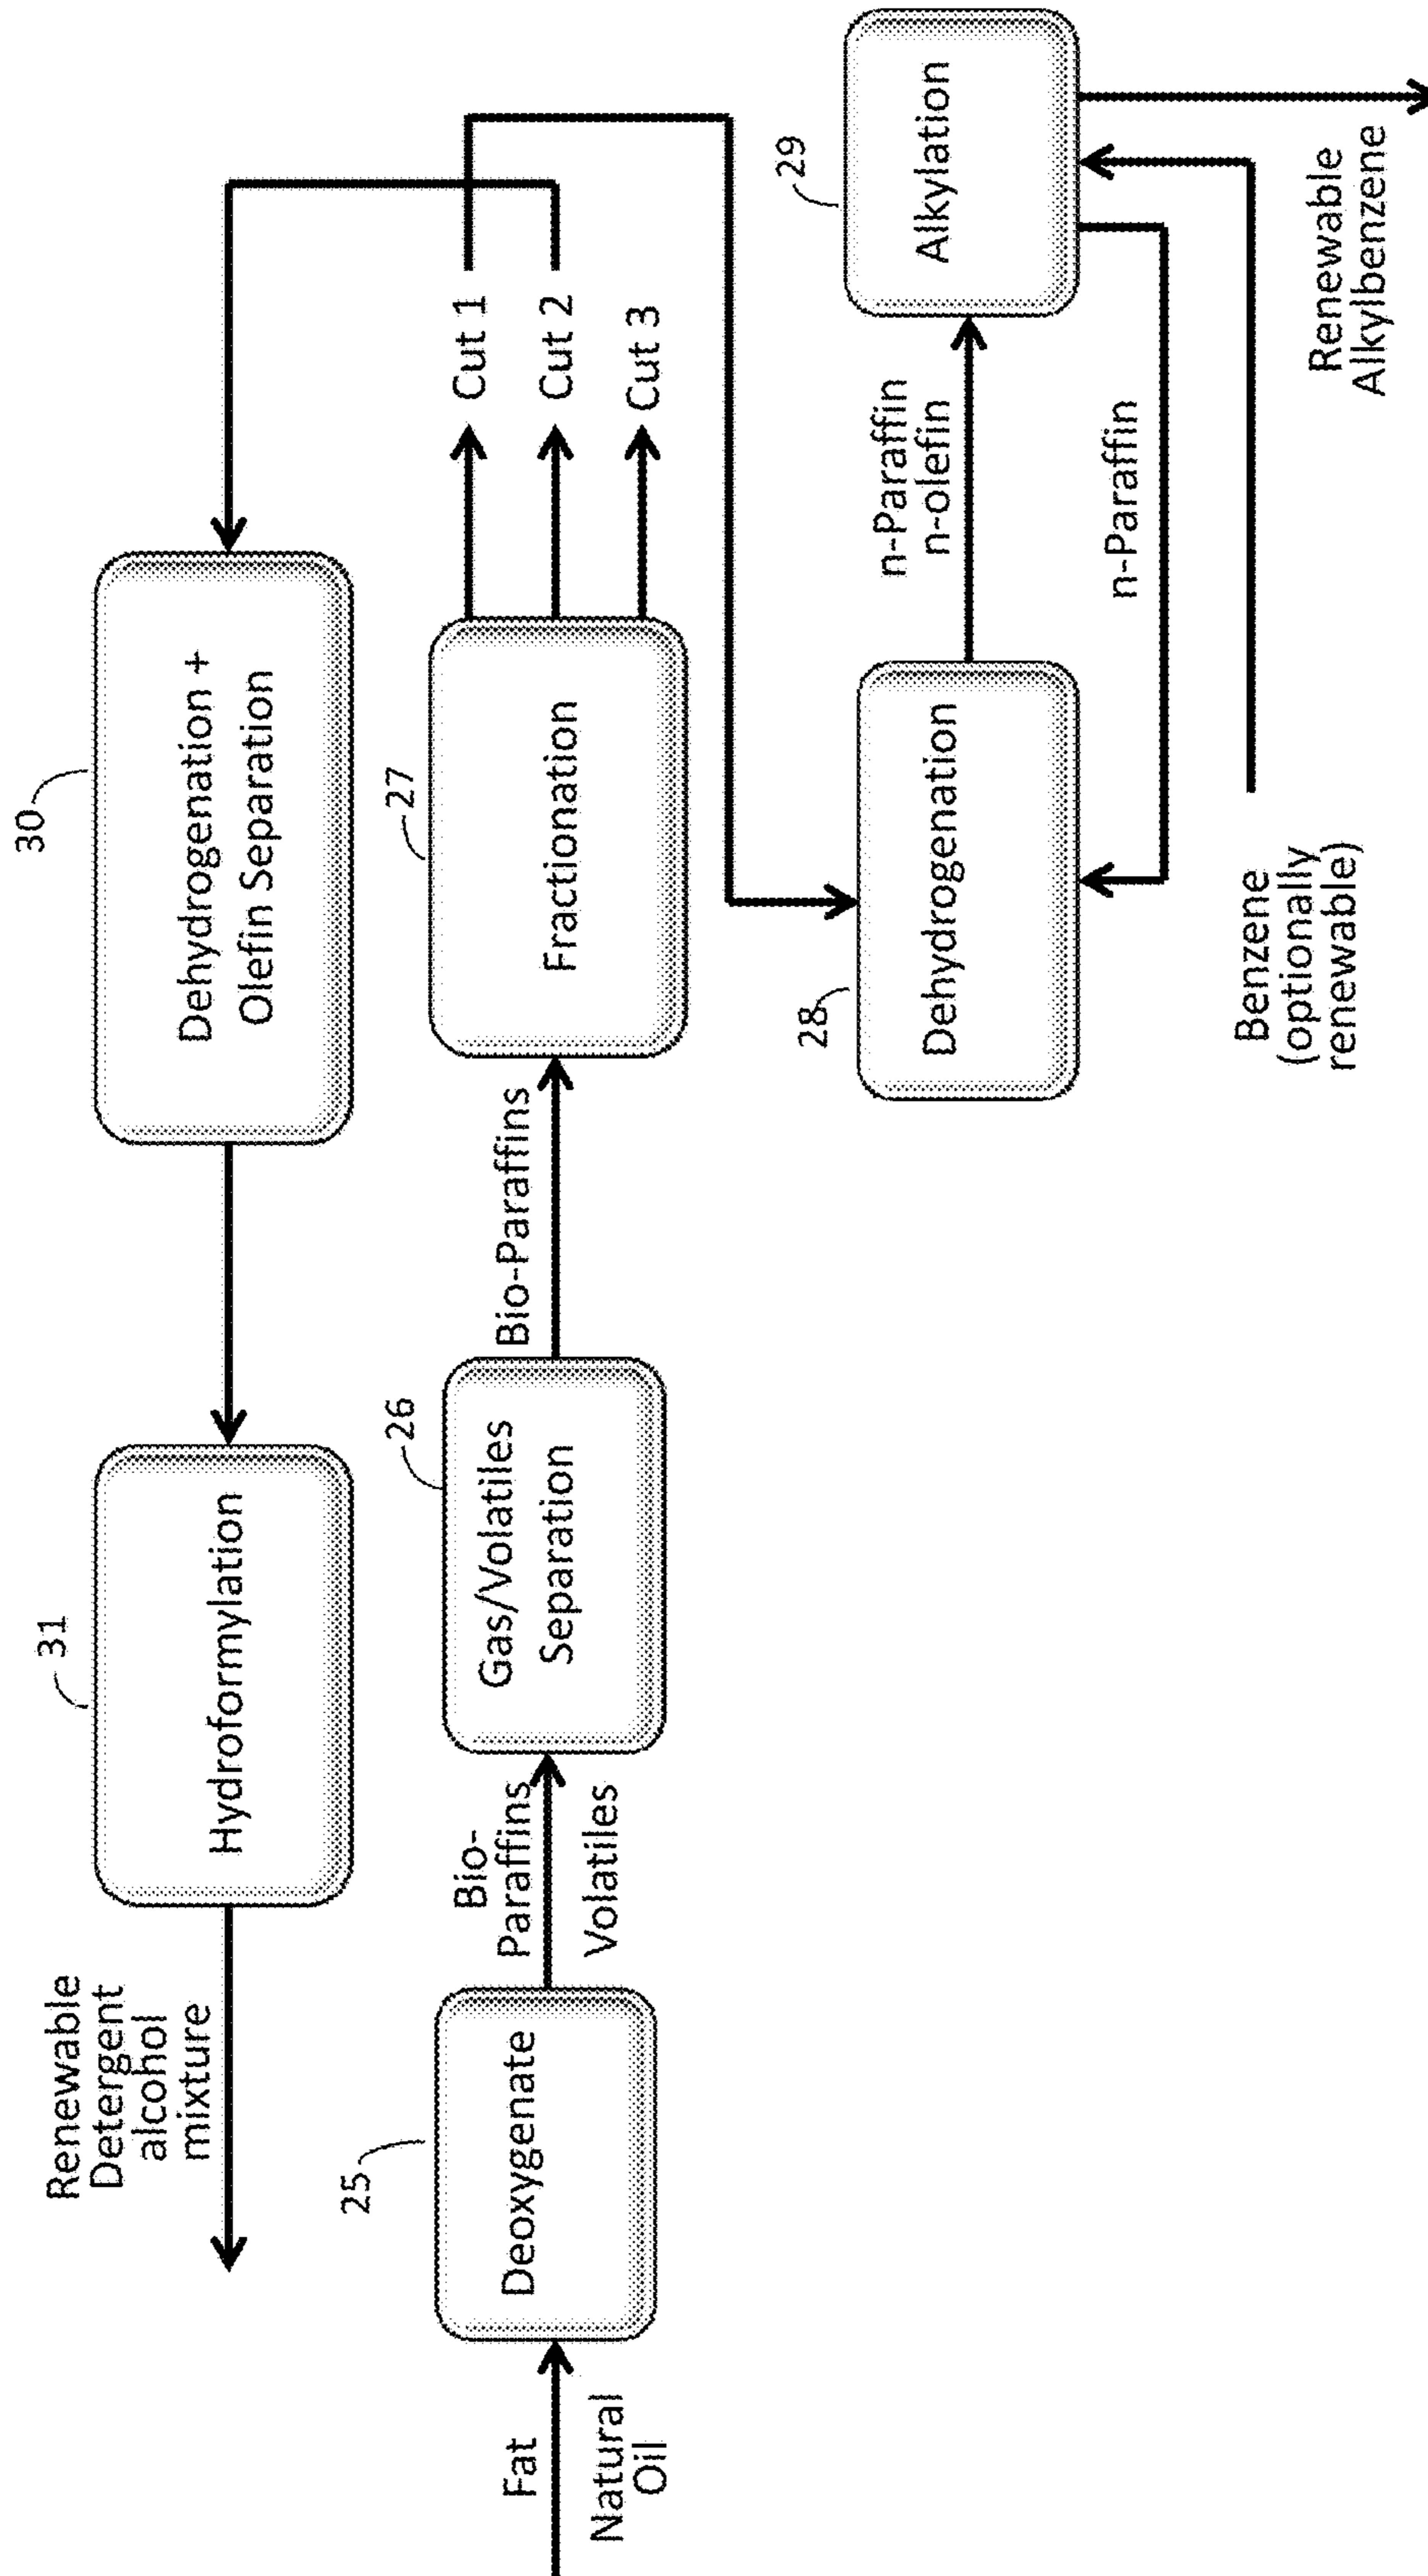 Renewable
Detergent
alcohol
mixture
31
Hydroformylation
30
Dehydrogenation +
Olefin Separation
Fat
Natural
Oil
25
Deoxygenate
Bio-
Paraffins
Volatiles
26
Gas/Volatiles
Separation
Bio-Paraffins
27
Fractionation
Cut 1
Cut 2
Cut 3
28
Dehydrogenation
n-Paraffin
n-olefin
n-Paraffin
29
Alkylation
Benzene
(optionally
renewable)
Renewable
Alkylbenzene